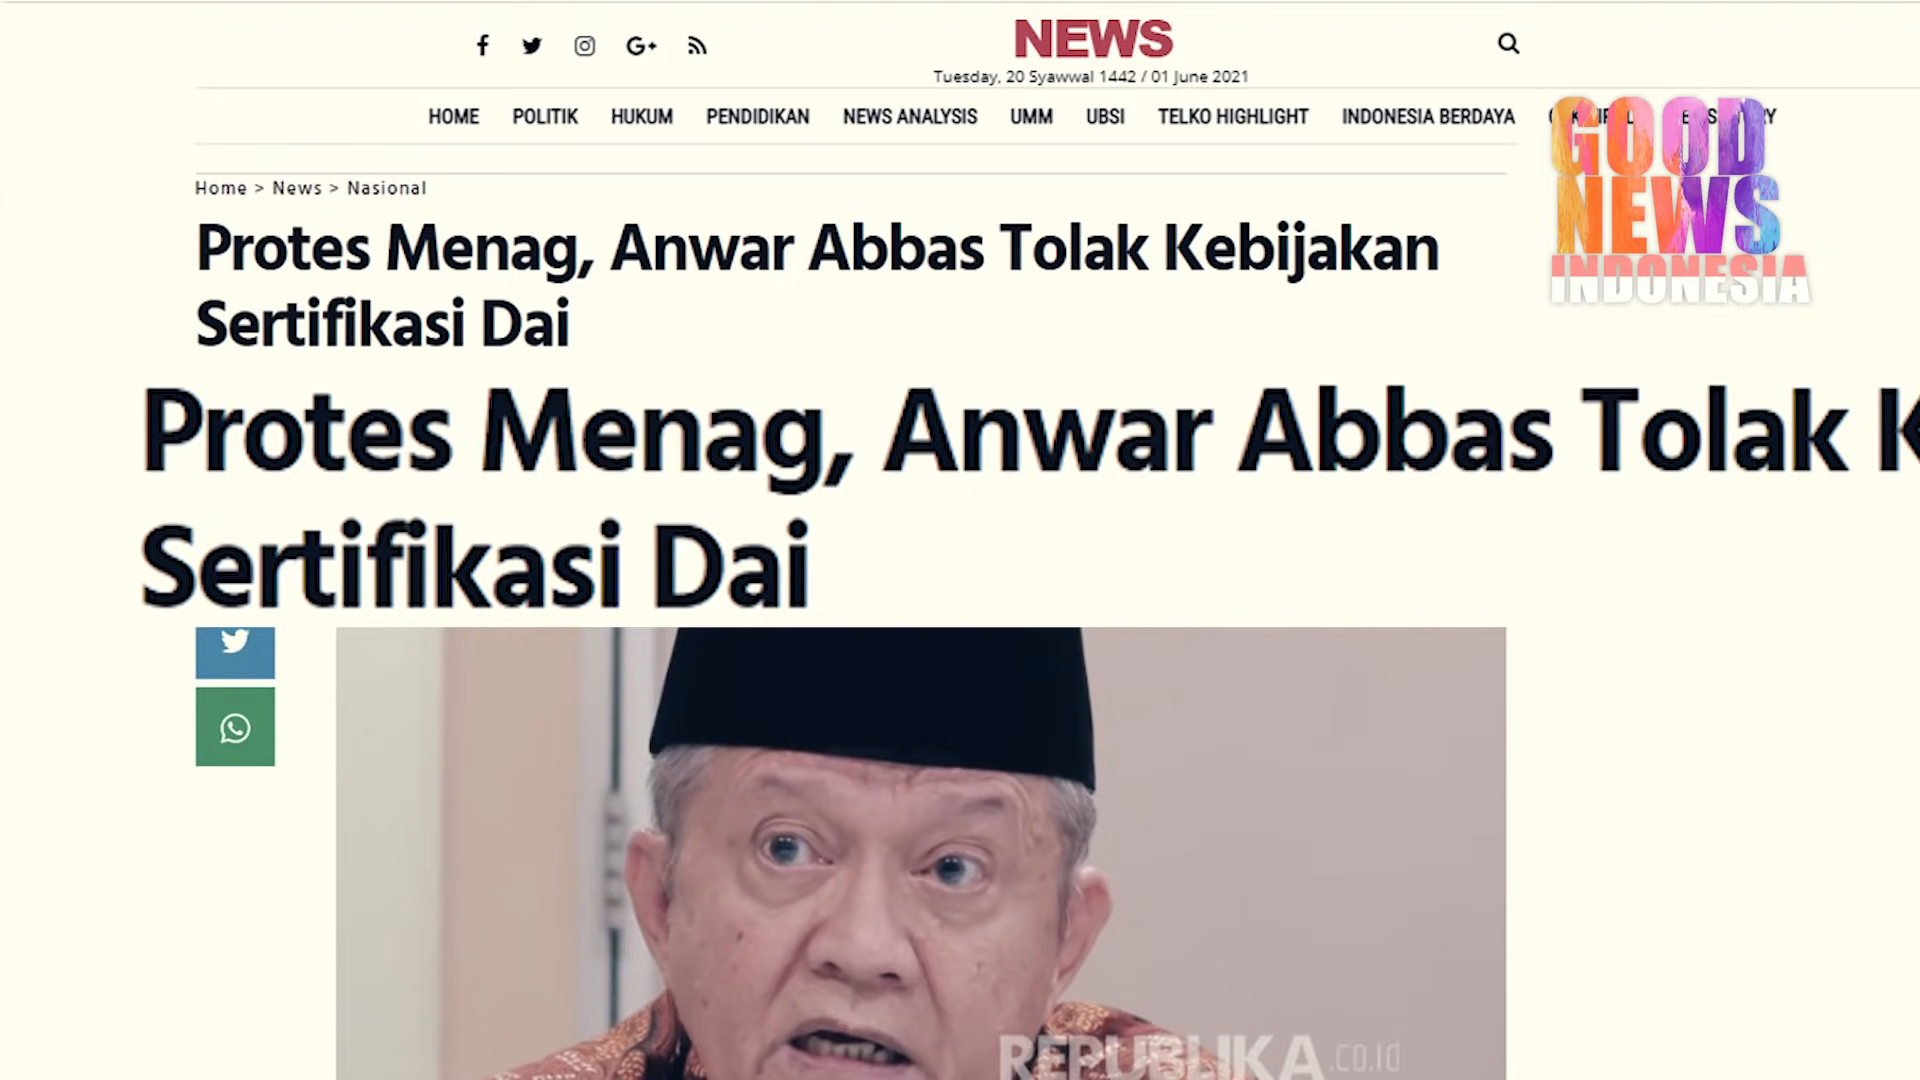 NEWS
Tuesday, 20 Syawwal 1442 / 01 June 2021
HOME POLITIK HUKUM PENDIDIKAN NEWS ANALYSIS UMM UBSI TELKO HIGHLIGHT INDONESIA BERDAYA
GOOD
NEWS
INDONESIA
Home > News > Nasional
Protes Menag, Anwar Abbas Tolak Kebijakan
Sertifikasi Dai
Protes Menag, Anwar Abbas Tolak K
Sertifikasi Dai
REPUBLIKA.co.id